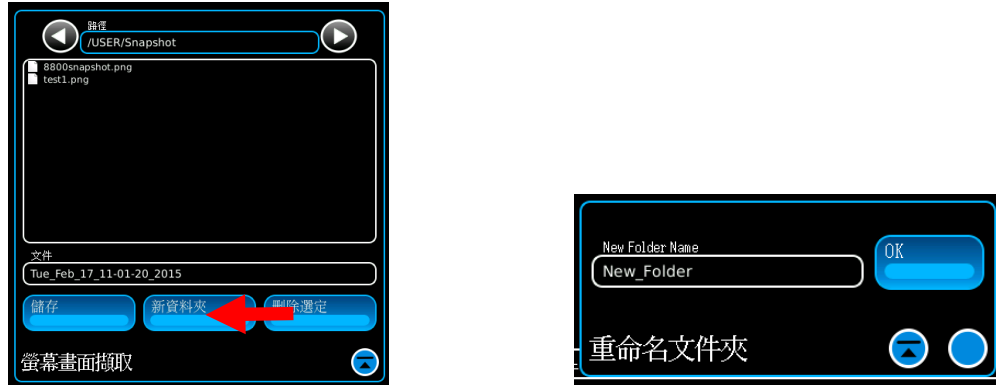 路徑
/USER/Snapshot
8800snapshot.png
test1.png
文件
Tue_Feb_17_11-01-20_2015
儲存
新資料夾
刪除選定
螢幕畫面擷取
New Folder Name
New_Folder
OK
重命名文件夾